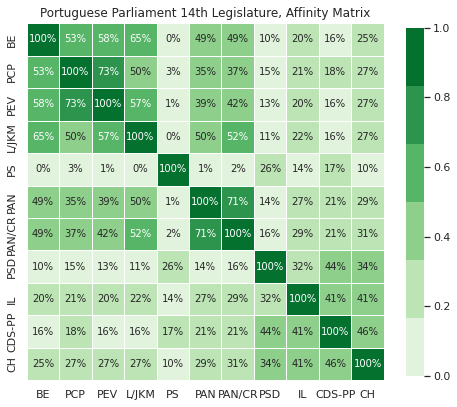 Portuguese Parliament 14th Legislature, Affinity Matrix
BE 100% 53% 58% 65% 0% 49% 49% 10% 20% 16% 25%
PCP 53% 100% 73% 50% 3% 35% 37% 15% 21% 18% 27%
PEV 58% 73% 100% 57% 1% 39% 42% 13% 20% 16% 27%
L/JKM 65% 50% 57% 100% 0% 50% 52% 11% 22% 16% 27%
PS 0% 3% 1% 0% 100% 1% 2% 26% 14% 17% 10%
PAN 49% 35% 39% 50% 1% 100% 71% 14% 27% 21% 29%
PAN/CR 49% 37% 42% 52% 2% 71% 100% 16% 29% 21% 31%
PSD 10% 15% 13% 11% 26% 14% 16% 100% 32% 44% 34%
IL 20% 21% 20% 22% 14% 27% 29% 32% 100% 41% 41%
CDS-PP 16% 18% 16% 16% 17% 21% 21% 44% 41% 100% 46%
CH 25% 27% 27% 27% 10% 29% 31% 34% 41% 46% 100%
BE PCP PEV L/JKM PS PAN PAN/CR PSD IL CDS-PP CH
1.0
0.8
0.6
0.4
0.2
0.0